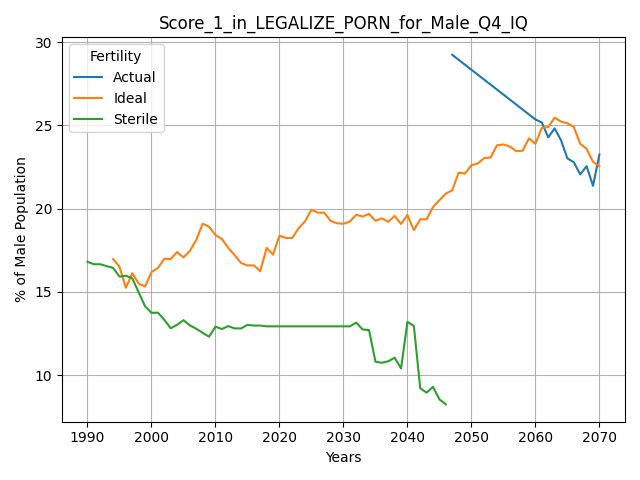 Score_1_in_LEGALIZE_PORN_for_Male_Q4_IQ
30
25
20
15
10
% of Male Population
Fertility
Actual
Ideal
Sterile
1990 2000 2010 2020 2030 2040 2050 2060 2070
Years